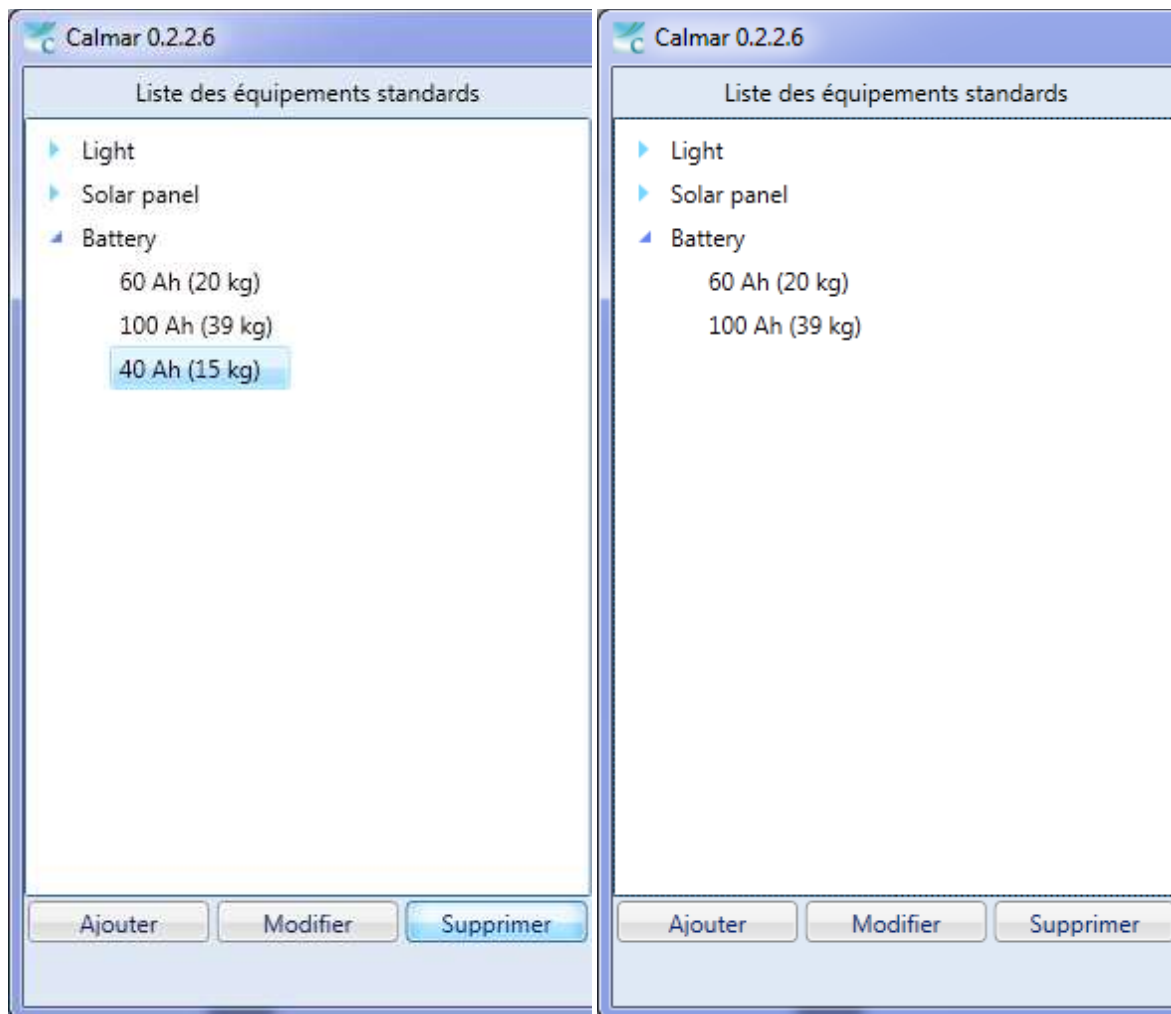 Calmar 0.2.2.6
Liste des équipements standards
Light
Solar panel
Battery
60 Ah (20 kg)
100 Ah (39 kg)
40 Ah (15 kg)
Ajouter
Modifier
Supprimer
Calmar 0.2.2.6
Liste des équipements standards
Light
Solar panel
Battery
60 Ah (20 kg)
100 Ah (39 kg)
Ajouter
Modifier
Supprimer